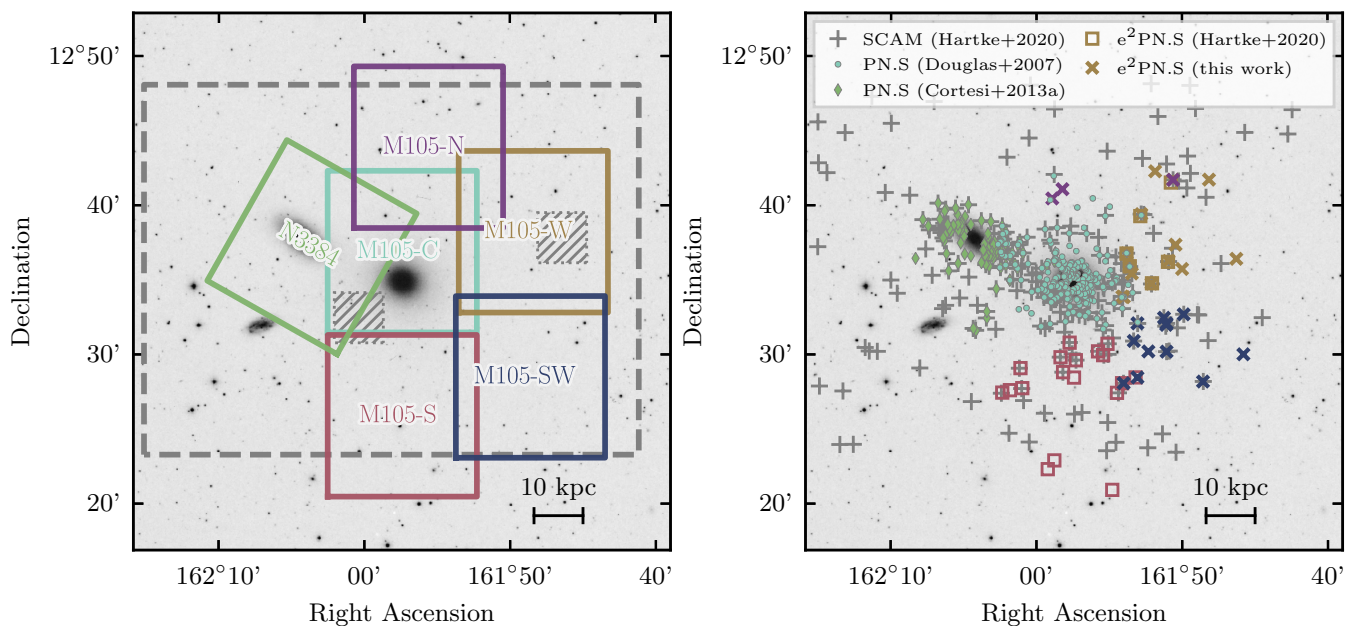 12°50'
40'
30'
20'
Declination
M105-N
M105-W
M105-C
N3384
M105-SW
M105-S
10 kpc
162°10'
00'
161°50'
40'
Right Ascension
12°50'
40'
30'
20'
Declination
SCAM (Hartke+2020)
PN.S (Douglas+2007)
PN.S (Cortesi+2013a)
e²PN.S (Hartke+2020)
e²PN.S (this work)
10 kpc
162°10'
00'
161°50'
40'
Right Ascension